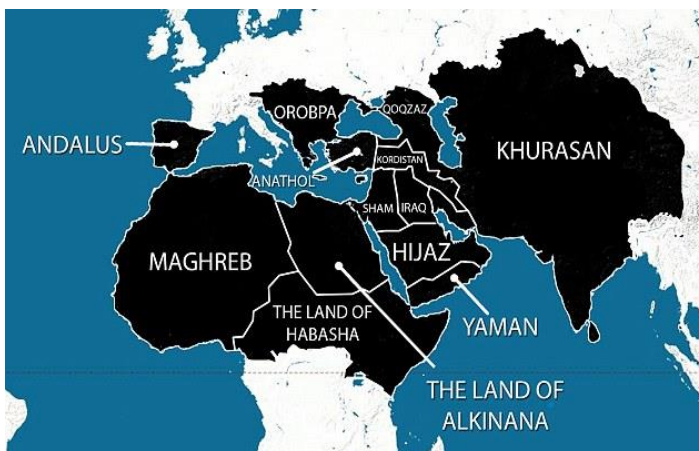 OROBPA
QOQZAZ
ANDALUS
KHURASAN
ANATHOL
KORDISTAN
SHAM
IRAQ
MAGHREB
HIJAZ
THE LAND OF
HABASHA
YAMAN
THE LAND OF
ALKINANA